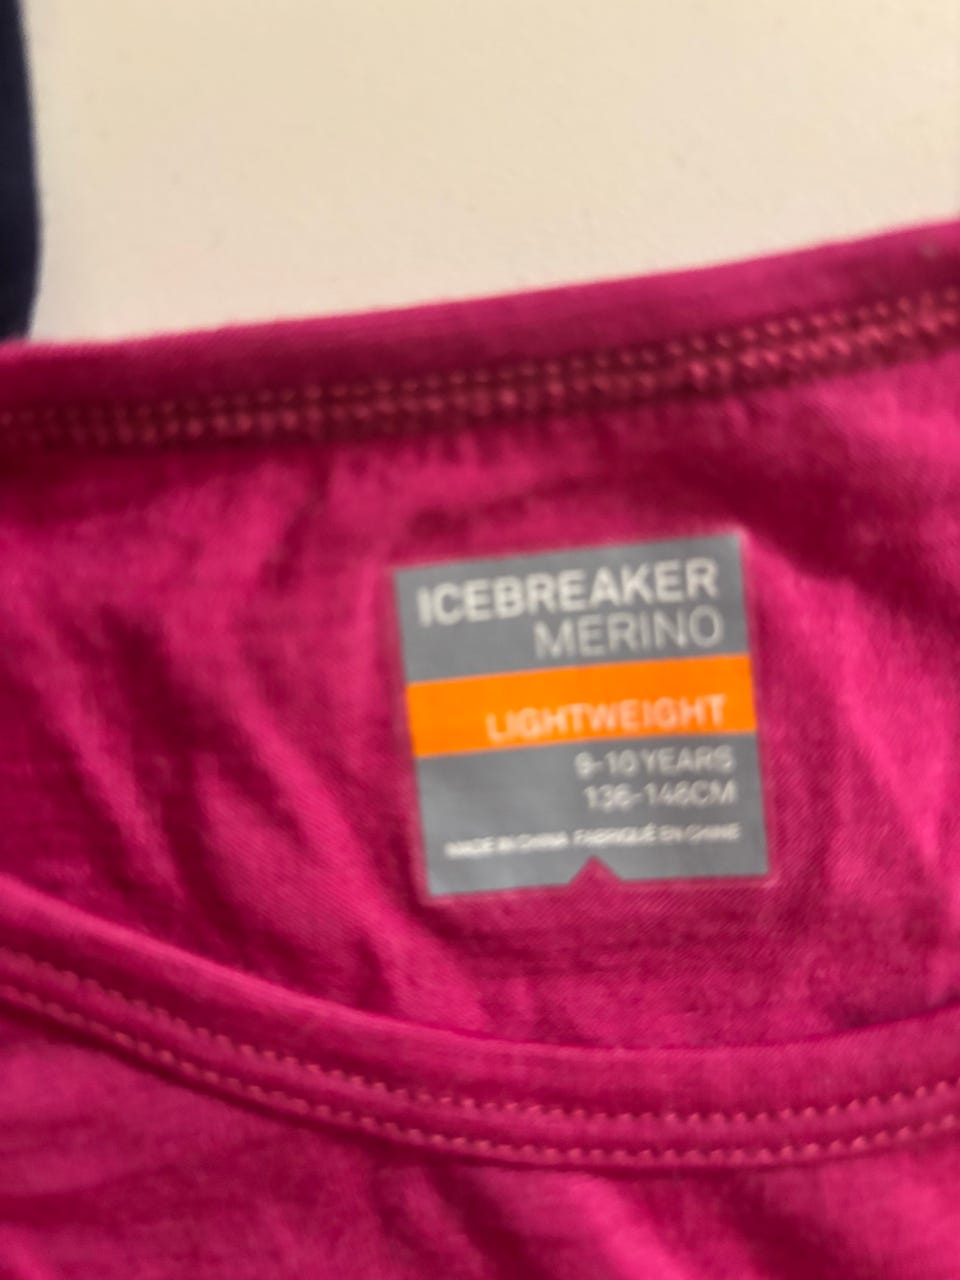 ICEBREAKER
MERINO
LIGHTWEIGHT
9-10 YEARS
136-146CM
MADE IN CHINA FABRIQUÉ EN CHINE